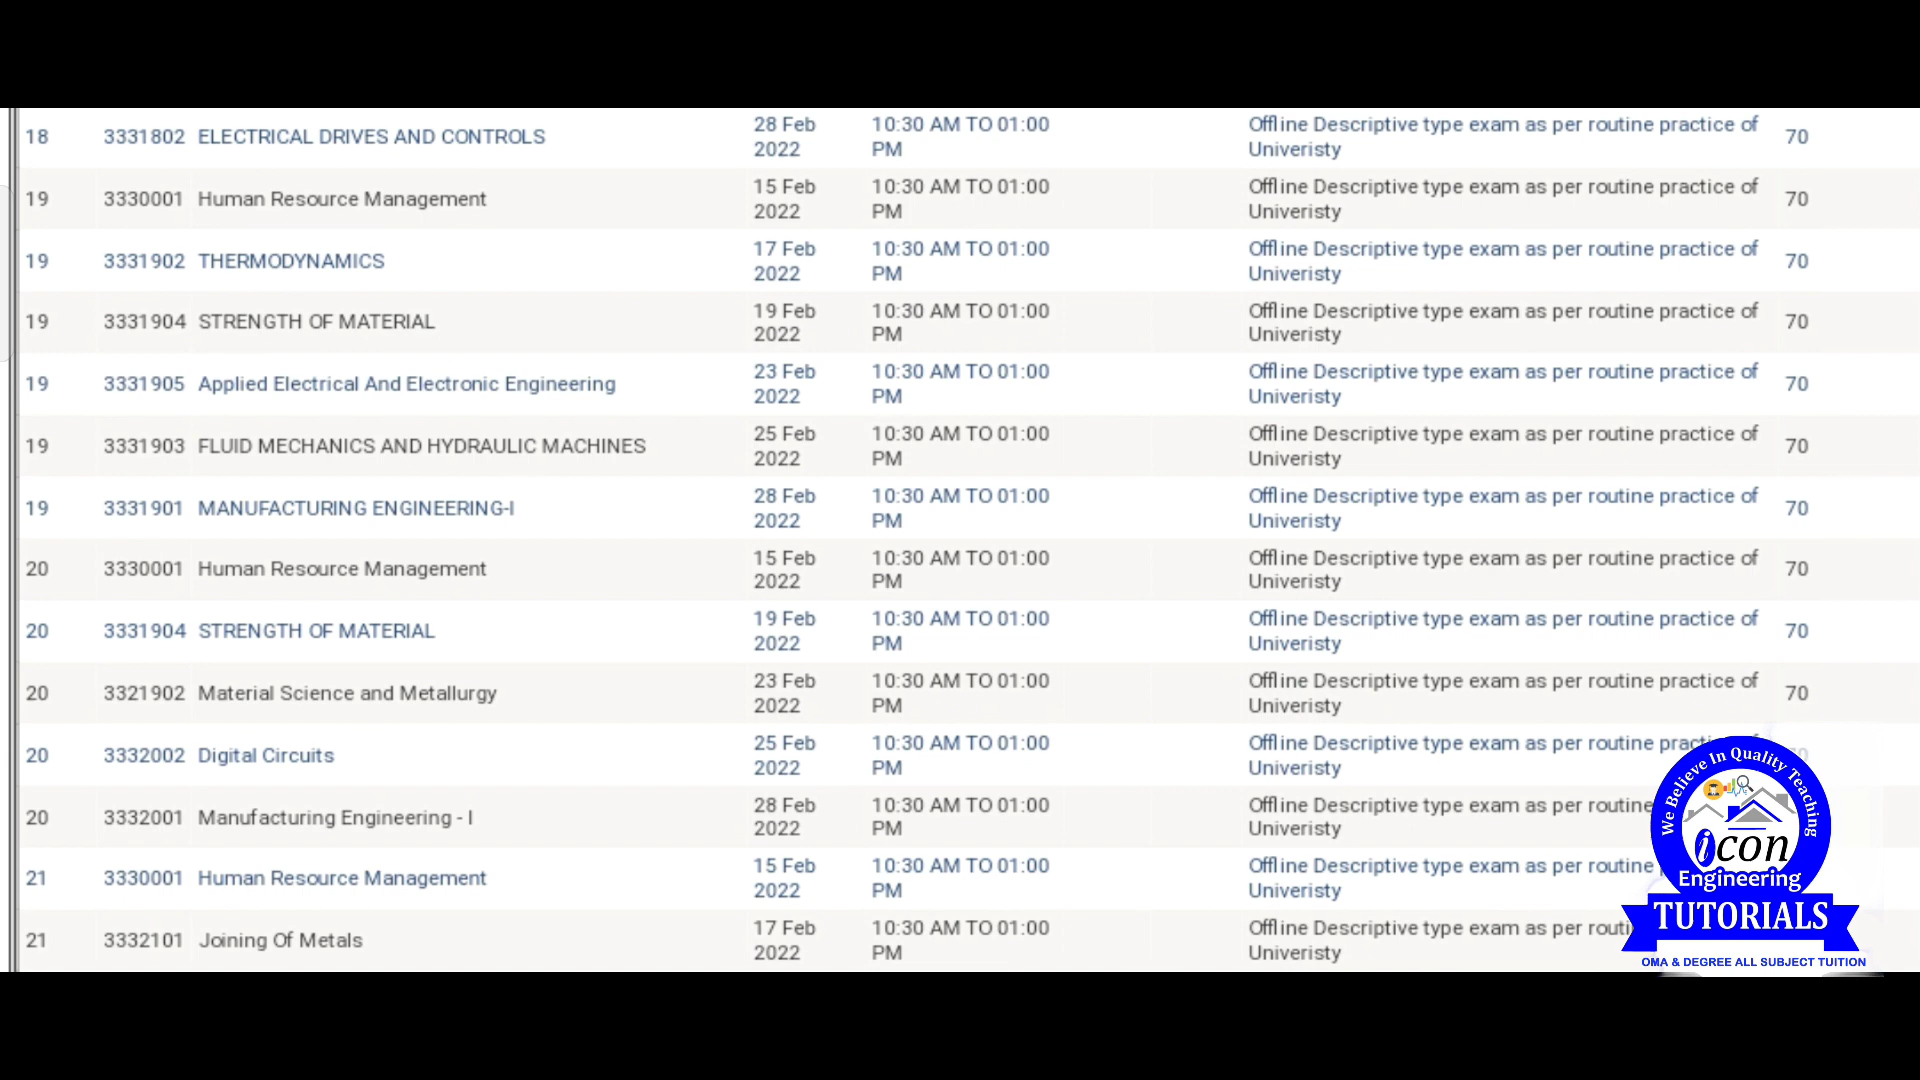 18 3331802 ELECTRICAL DRIVES AND CONTROLS 28 Feb 2022 10:30 AM TO 01:00 PM Offline Descriptive type exam as per routine practice of Univeristy 70
19 3330001 Human Resource Management 15 Feb 2022 10:30 AM TO 01:00 PM Offline Descriptive type exam as per routine practice of Univeristy 70
19 3331902 THERMODYNAMICS 17 Feb 2022 10:30 AM TO 01:00 PM Offline Descriptive type exam as per routine practice of Univeristy 70
19 3331904 STRENGTH OF MATERIAL 19 Feb 2022 10:30 AM TO 01:00 PM Offline Descriptive type exam as per routine practice of Univeristy 70
19 3331905 Applied Electrical And Electronic Engineering 23 Feb 2022 10:30 AM TO 01:00 PM Offline Descriptive type exam as per routine practice of Univeristy 70
19 3331903 FLUID MECHANICS AND HYDRAULIC MACHINES 25 Feb 2022 10:30 AM TO 01:00 PM Offline Descriptive type exam as per routine practice of Univeristy 70
19 3331901 MANUFACTURING ENGINEERING-I 28 Feb 2022 10:30 AM TO 01:00 PM Offline Descriptive type exam as per routine practice of Univeristy 70
20 3330001 Human Resource Management 15 Feb 2022 10:30 AM TO 01:00 PM Offline Descriptive type exam as per routine practice of Univeristy 70
20 3331904 STRENGTH OF MATERIAL 19 Feb 2022 10:30 AM TO 01:00 PM Offline Descriptive type exam as per routine practice of Univeristy 70
20 3321902 Material Science and Metallurgy 23 Feb 2022 10:30 AM TO 01:00 PM Offline Descriptive type exam as per routine practice of Univeristy 70
20 3332002 Digital Circuits 25 Feb 2022 10:30 AM TO 01:00 PM Offline Descriptive type exam as per routine Univeristy
20 3332001 Manufacturing Engineering - I 28 Feb 2022 10:30 AM TO 01:00 PM Offline Descriptive type exam as per routine Univeristy
21 3330001 Human Resource Management 15 Feb 2022 10:30 AM TO 01:00 PM Offline Descriptive type exam as per routine Univeristy
21 3332101 Joining Of Metals 17 Feb 2022 10:30 AM TO 01:00 PM Offline Descriptive type exam as per Univeristy
We Believe In Quality Teaching
icon
Engineering
TUTORIALS
OMA & DEGREE ALL SUBJECT TUITION